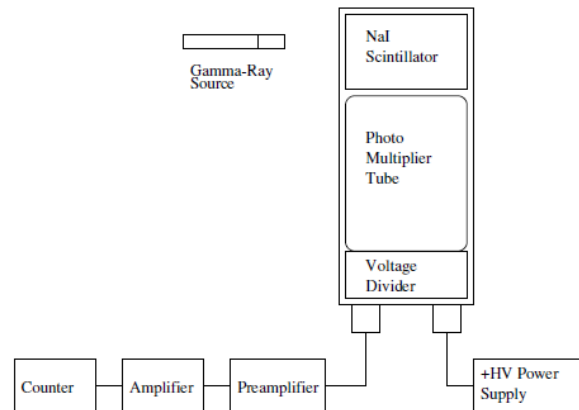 NaI
Scintillator
Gamma-Ray
Source
Photo
Multiplier
Tube
Voltage
Divider
Counter
Amplifier
Preamplifier
+HV Power
Supply